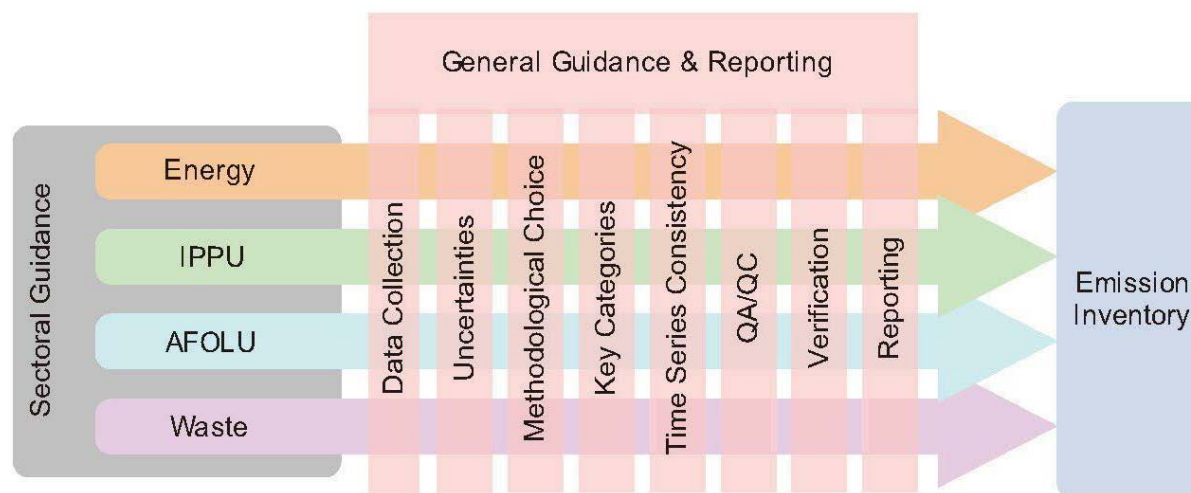 General Guidance & Reporting
Sectoral Guidance
Energy
IPPU
AFOLU
Waste
Data Collection
Uncertainties
Methodological Choice
Key Categories
Time Series Consistency
QA/QC
Verification
Reporting
Emission
Inventory